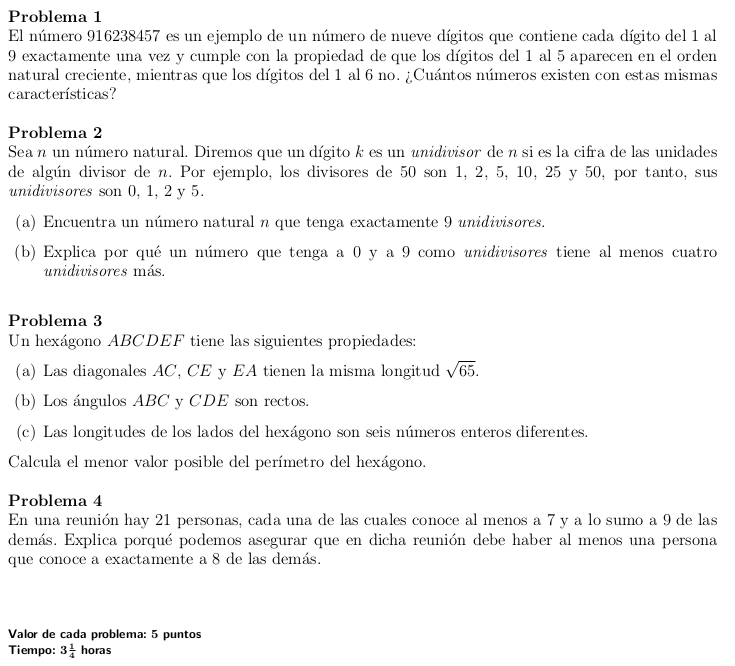 Problema 1
El número 916238457 es un ejemplo de un número de nueve dígitos que contiene cada dígito del 1 al
9 exactamente una vez y cumple con la propiedad de que los dígitos del 1 al 5 aparecen en el orden
natural creciente, mientras que los dígitos del 1 al 6 no. ¿Cuántos números existen con estas mismas
características?
Problema 2
Sea n un número natural. Diremos que un dígito k es un unidivisor de n si es la cifra de las unidades
de algún divisor de n. Por ejemplo, los divisores de 50 son 1, 2, 5, 10, 25 y 50, por tanto, sus
unidivisores son 0, 1, 2 y 5.
(a) Encuentra un número natural n que tenga exactamente 9 unidivisores.
(b) Explica por qué un número que tenga a 0 y a 9 como unidivisores tiene al menos cuatro
unidivisores más.
Problema 3
Un hexágono ABCDEF tiene las siguientes propiedades:
(a) Las diagonales AC, CE y EA tienen la misma longitud √65.
(b) Los ángulos ABC y CDE son rectos.
(c) Las longitudes de los lados del hexágono son seis números enteros diferentes.
Calcula el menor valor posible del perímetro del hexágono.
Problema 4
En una reunión hay 21 personas, cada una de las cuales conoce al menos a 7 y a lo sumo a 9 de las
demás. Explica porqué podemos asegurar que en dicha reunión debe haber al menos una persona
que conoce a exactamente a 8 de las demás.
Valor de cada problema: 5 puntos
Tiempo: 3 1/4 horas